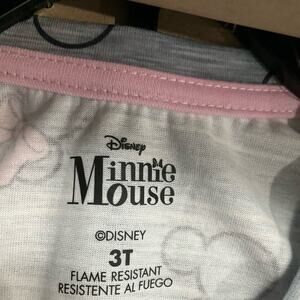 Disney
Minnie
Mouse
©DISNEY
3T
FLAME RESISTANT
RESISTENTE AL FUEGO